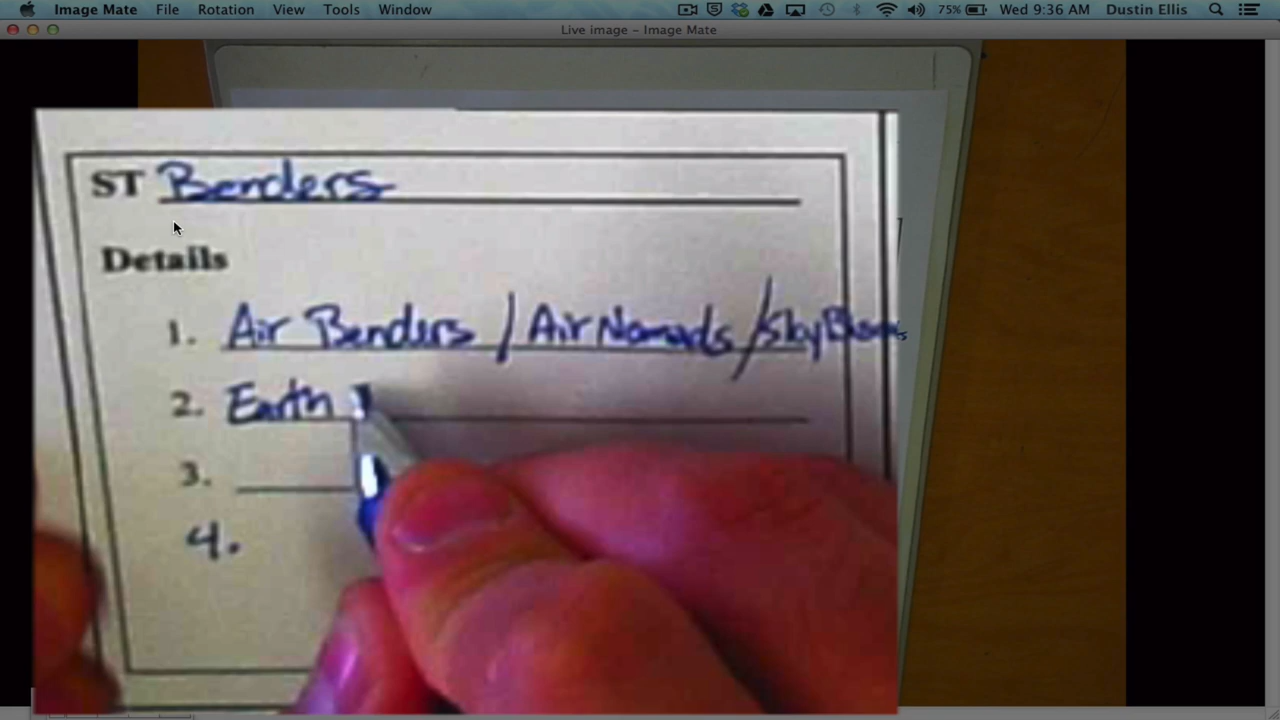 Image Mate File Rotation View Tools Window 75% Wed 9:36 AM Dustin Ellis
Live image - Image Mate
ST Benders
Details
1. Air Benders / Air Nomads / Sky
2. Earth
3.
4.